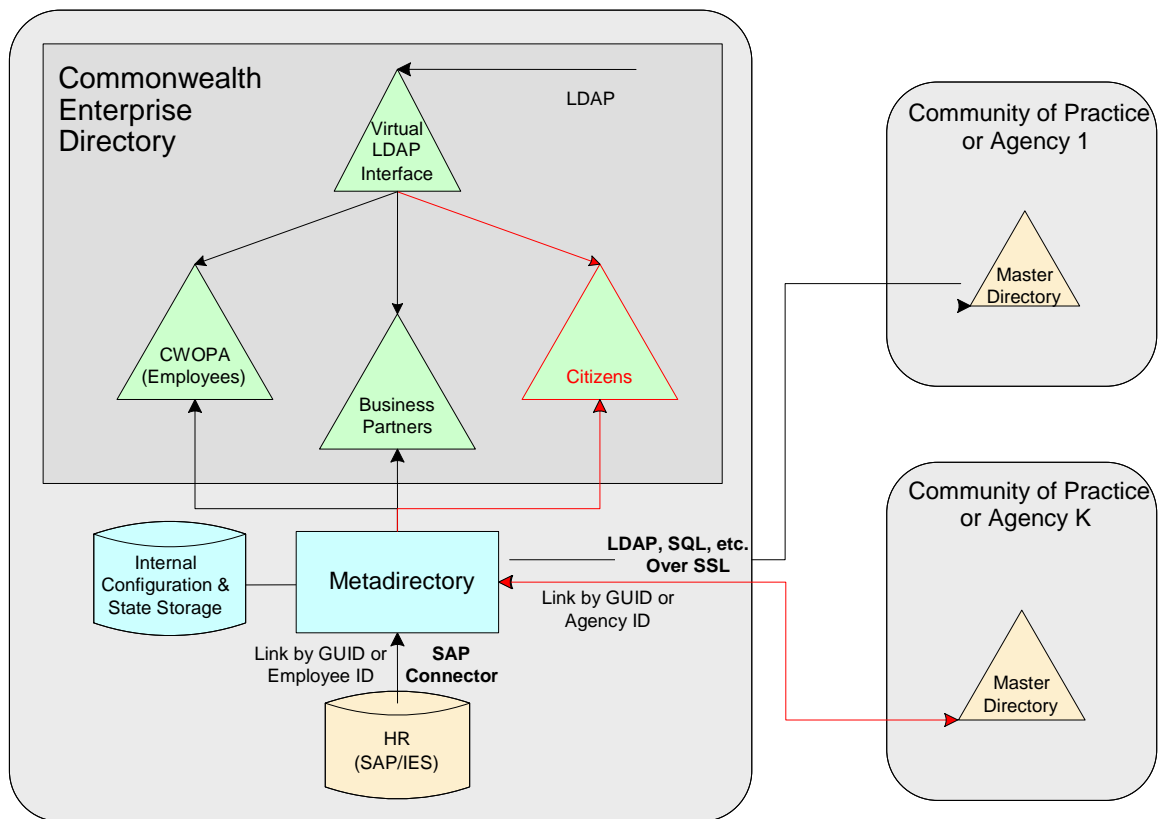 Commonwealth
Enterprise
Directory
LDAP
Virtual
LDAP
Interface
CWOPA
(Employees)
Business
Partners
Citizens
Community of Practice
or Agency 1
Master
Directory
Internal
Configuration &
State Storage
Metadirectory
LDAP, SQL, etc.
Over SSL
Link by GUID or
Agency ID
Link by GUID or
Employee ID
SAP
Connector
HR
(SAP/IES)
Community of Practice
or Agency K
Master
Directory